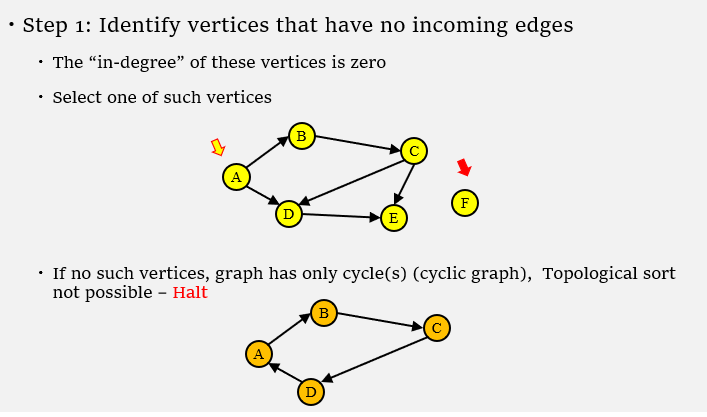 • Step 1: Identify vertices that have no incoming edges
• The “in-degree” of these vertices is zero
• Select one of such vertices
B
C
A
F
D
E
• If no such vertices, graph has only cycle(s) (cyclic graph),  Topological sort
not possible – Halt
B
C
A
D